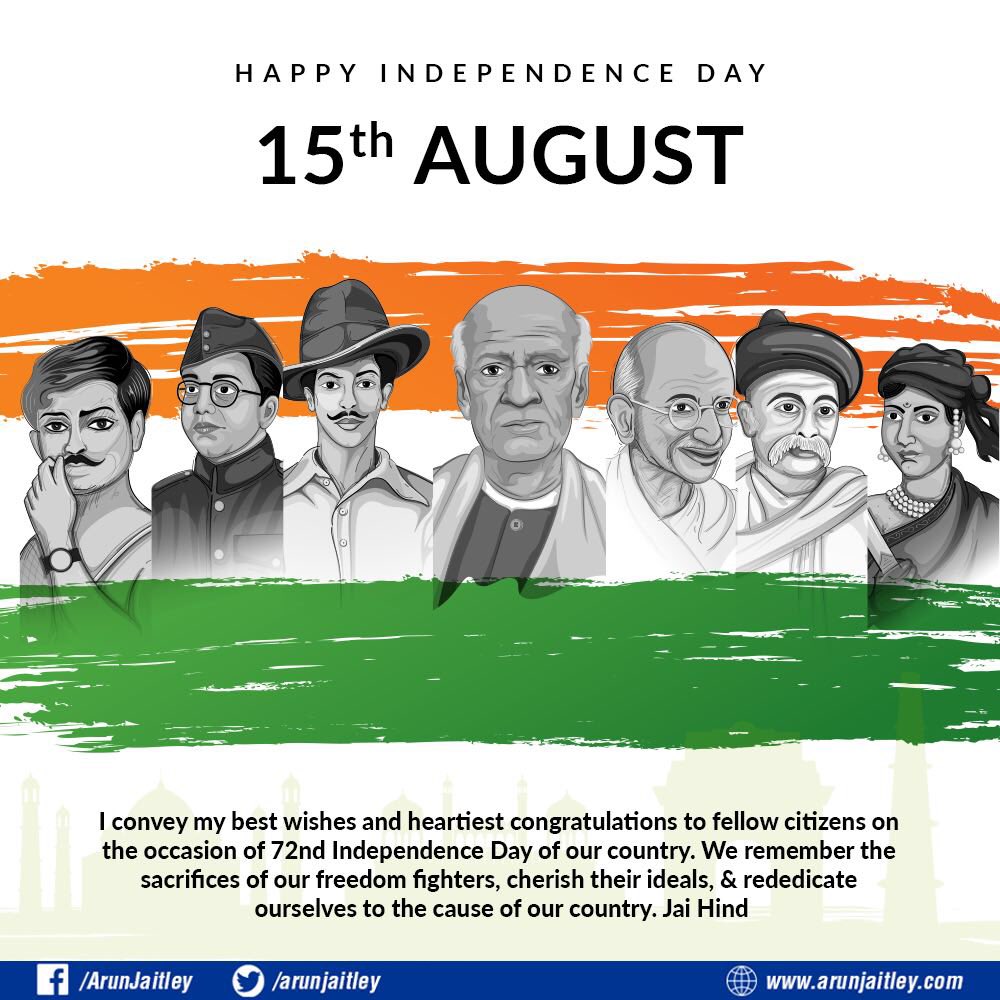 HAPPY INDEPENDENCE DAY
15th AUGUST
I convey my best wishes and heartiest congratulations to fellow citizens on
the occasion of 72nd Independence Day of our country. We remember the
sacrifices of our freedom fighters, cherish their ideals, & rededicate
ourselves to the cause of our country. Jai Hind
/ArunJaitley /arunjaitley www.arunjaitley.com